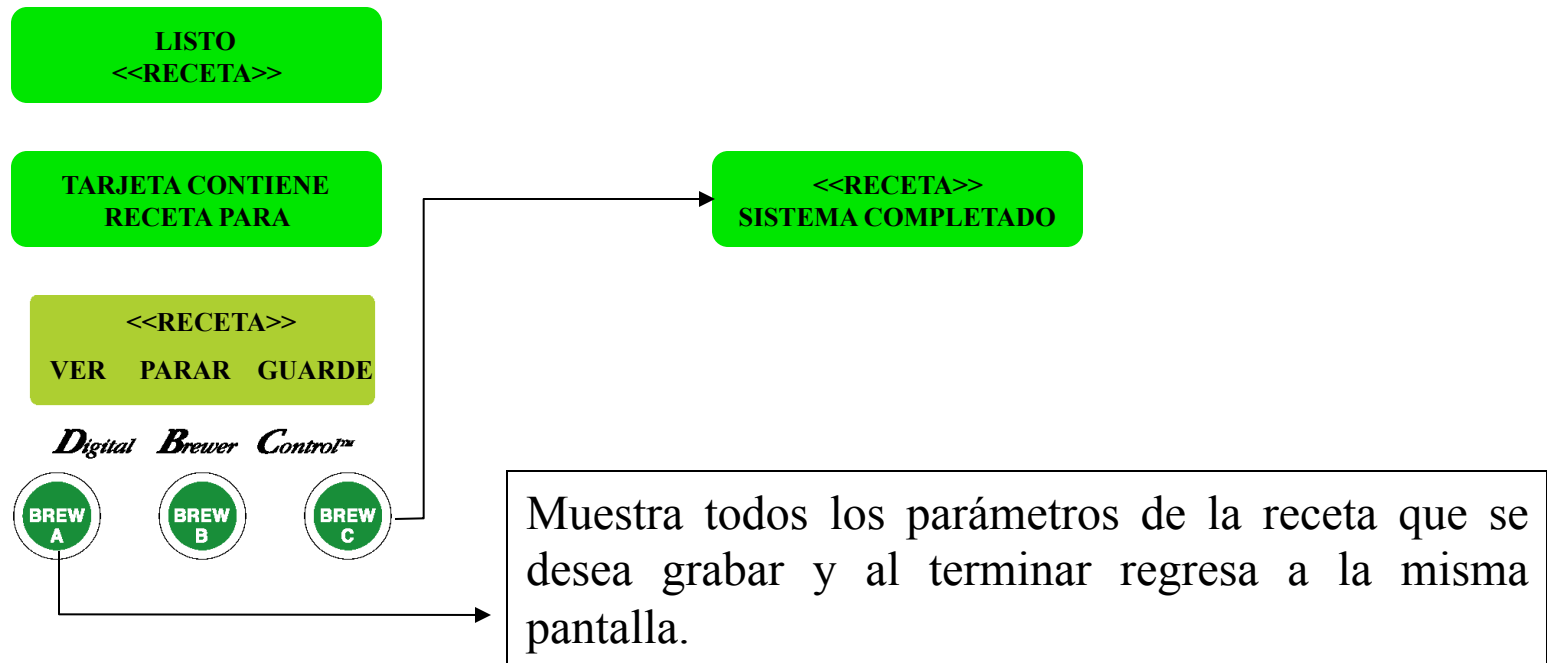 LISTO
<<RECETA>>
TARJETA CONTIENE
RECETA PARA
<<RECETA>>
SISTEMA COMPLETADO
<<RECETA>>
VER PARAR GUARDE
Digital Brewer Control™
BREW
A
BREW
B
BREW
C
Muestra todos los parámetros de la receta que se
desea grabar y al terminar regresa a la misma
pantalla.